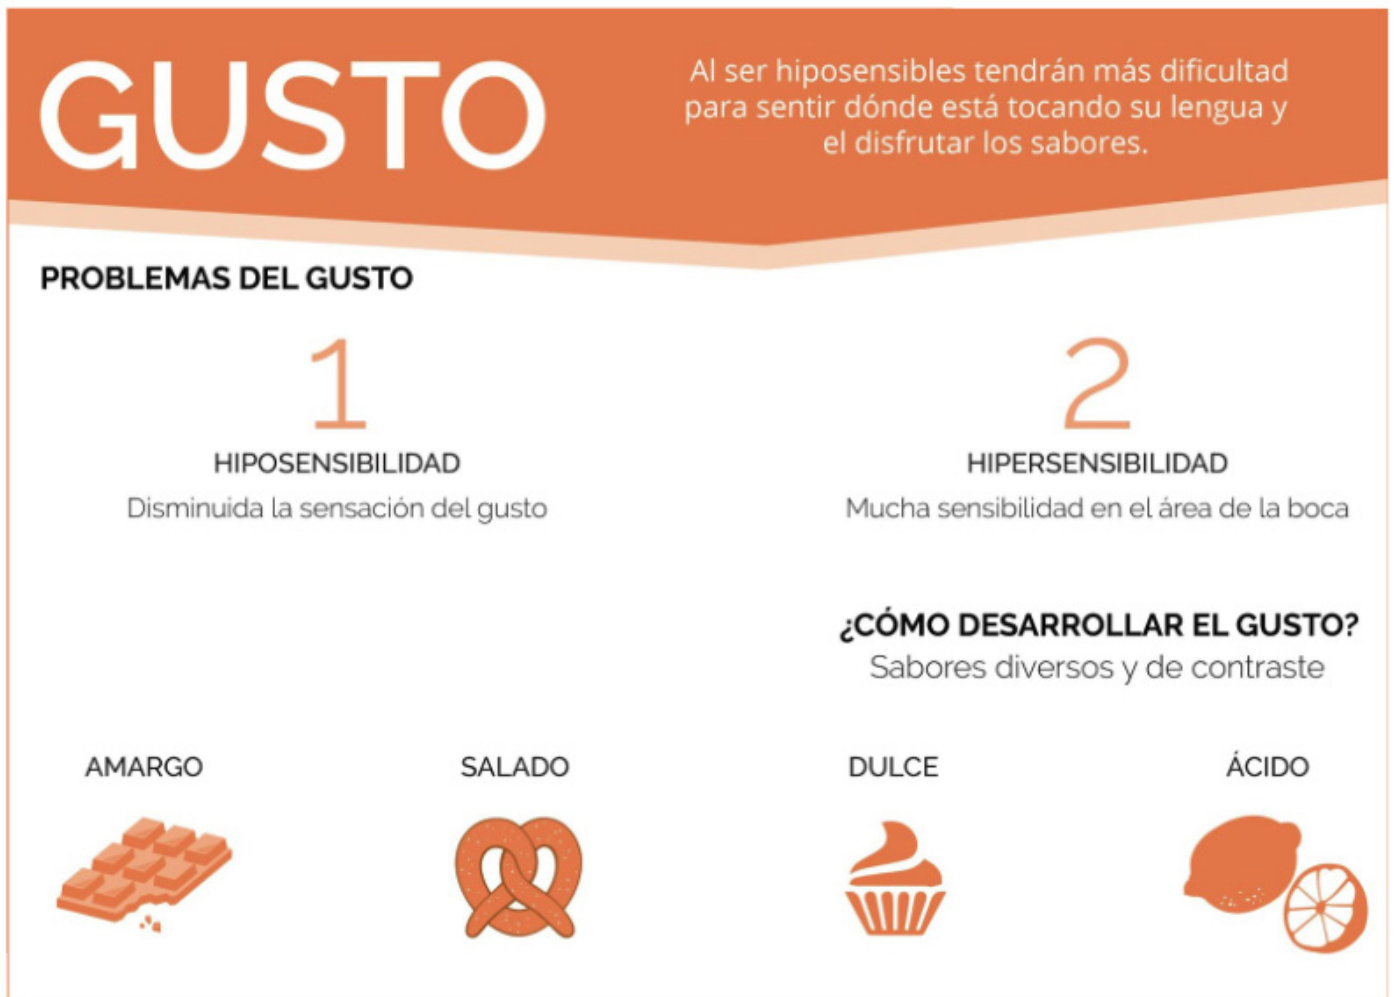 GUSTO
Al ser hiposensibles tendrán más dificultad
para sentir dónde está tocando su lengua y
el disfrutar los sabores.
PROBLEMAS DEL GUSTO
1
HIPOSENSIBILIDAD
Disminuida la sensación del gusto
2
HIPERSENSIBILIDAD
Mucha sensibilidad en el área de la boca
¿CÓMO DESARROLLAR EL GUSTO?
Sabores diversos y de contraste
AMARGO
SALADO
DULCE
ÁCIDO